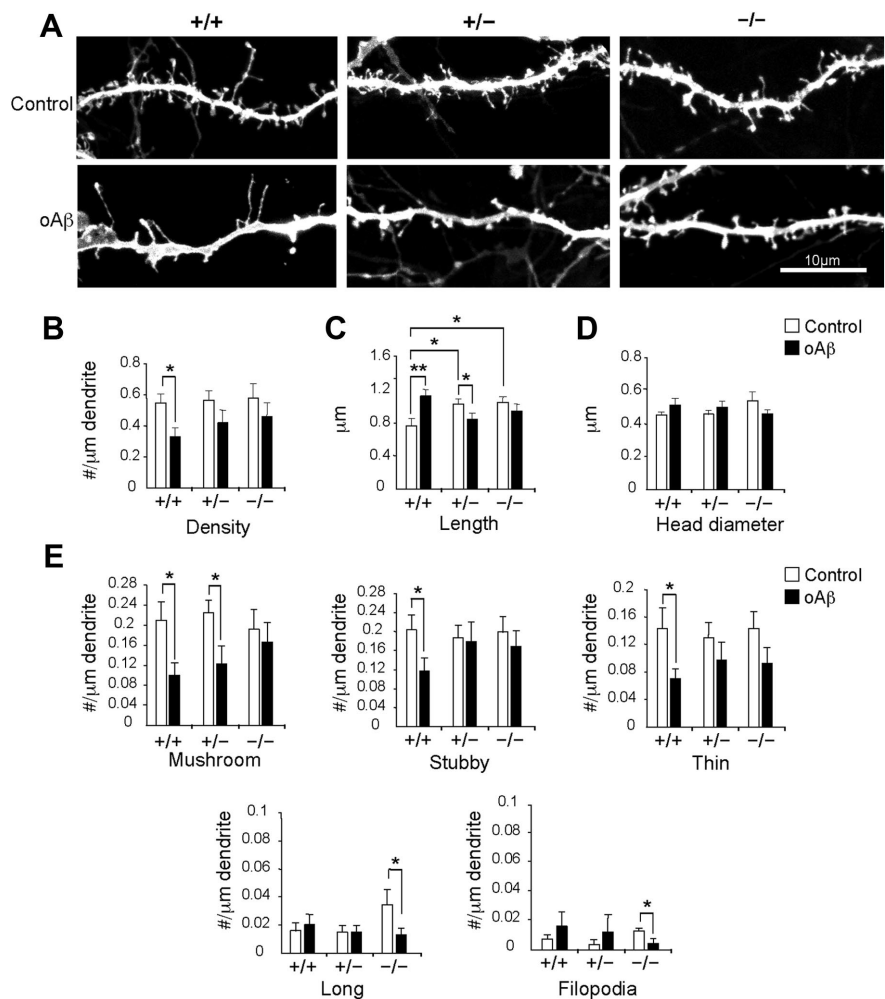 A
+/+ +/− −/−
Control
oAβ
10μm
B
C
D
Control
oAβ
#/μm dendrite
0.8
0.6
0.4
0.2
0
*
+/+ +/− −/−
Density
μm
1.6
1.2
0.8
0.4
0
*
*
** *
+/+ +/− −/−
Length
μm
0.8
0.6
0.4
0.2
0
+/+ +/− −/−
Head diameter
E
Control
oAβ
#/μm dendrite
0.28
0.24
0.2
0.16
0.12
0.08
0.04
* *
+/+ +/− −/−
Mushroom
#/μm dendrite
0.28
0.24
0.2
0.16
0.12
0.08
0.04
0
*
+/+ +/− −/−
Stubby
#/μm dendrite
0.2
0.16
0.12
0.08
0.04
0
*
+/+ +/− −/−
Thin
#/μm dendrite
0.1
0.08
0.06
0.04
0.02
0
*
+/+ +/− −/−
Long
#/μm dendrite
0.1
0.08
0.06
0.04
0.02
0
*
+/+ +/− −/−
Filopodia